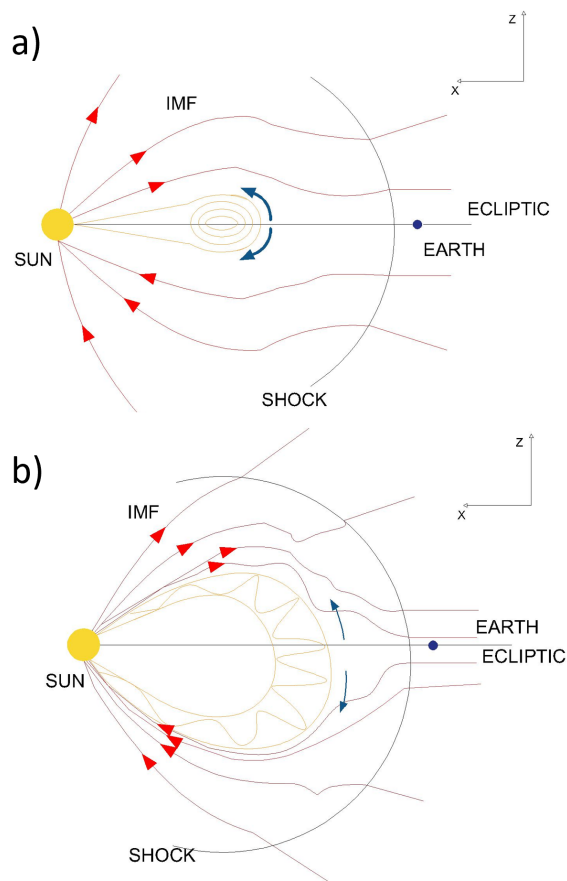 a)
z
x
IMF
ECLIPTIC
SUN
EARTH
SHOCK
b)
z
x
IMF
EARTH
SUN
ECLIPTIC
SHOCK